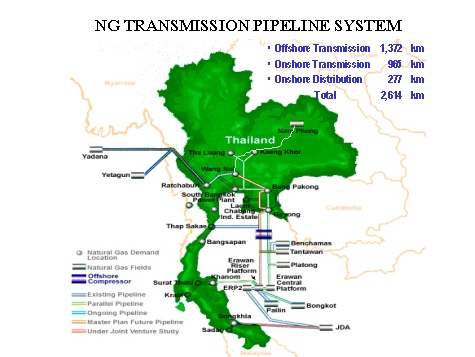 NG TRANSMISSION PIPELINE SYSTEM
• Offshore Transmission 1,372 km
• Onshore Transmission 965 km
• Onshore Distribution 277 km
Total 2,614 km
Myanmar
Nam Phong
Thailand
Yadana
Tha Luang
Kaeng Khoi
Wang Noi
Yetagun
Ratchaburi
Bang Pakong
South Bangkok
Power Plant
Laem
Chabang
Ind. Estate
Rayong
Cambodia
Thap Sakae
Bangsapan
Benchamas
Tantawan
Natural Gas Demand
Location
Natural Gas Fields
Offshore
Compressor
Platong
Erawan
Riser
Platform
Khanom
Surat Thani
ERP2
Erawan
Central
Platform
Existing Pipeline
Parallel Pipeline
Ongoing Pipeline
Master Plan Future Pipeline
Under Joint Venture Study
Krabi
Pailin
Bongkot
Songkhla
Sadao
JDA
Malaysia